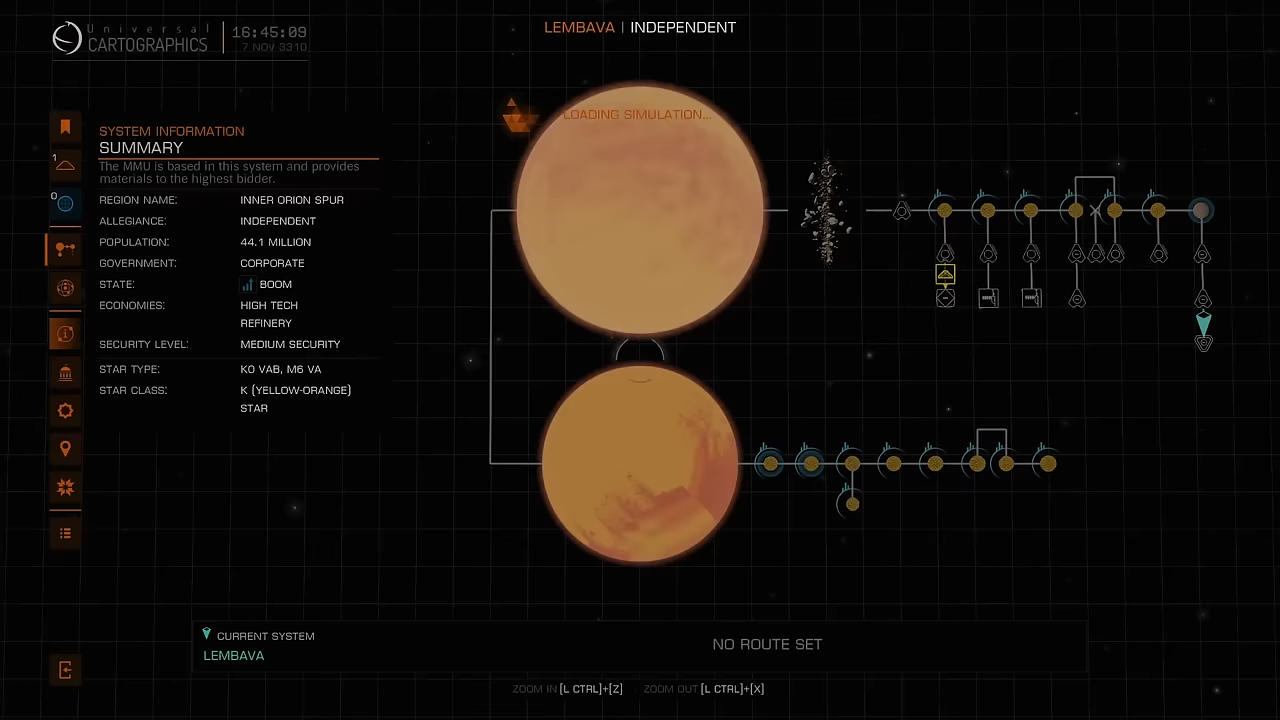 Universal
CARTOGRAPHICS
16:45:09
7 NOV 3310
LEMBAVA | INDEPENDENT
LOADING SIMULATION...
SYSTEM INFORMATION
SUMMARY
The MMU is based in this system and provides
materials to the highest bidder.
REGION NAME: INNER ORION SPUR
ALLEGIANCE: INDEPENDENT
POPULATION: 44.1 MILLION
GOVERNMENT: CORPORATE
STATE: BOOM
ECONOMIES: HIGH TECH
REFINERY
SECURITY LEVEL: MEDIUM SECURITY
STAR TYPE: K0 VAB, M6 VA
STAR CLASS: K (YELLOW-ORANGE)
STAR
1
0
CURRENT SYSTEM
LEMBAVA
NO ROUTE SET
ZOOM IN [L CTRL]+[Z] ZOOM OUT [L CTRL]+[X]